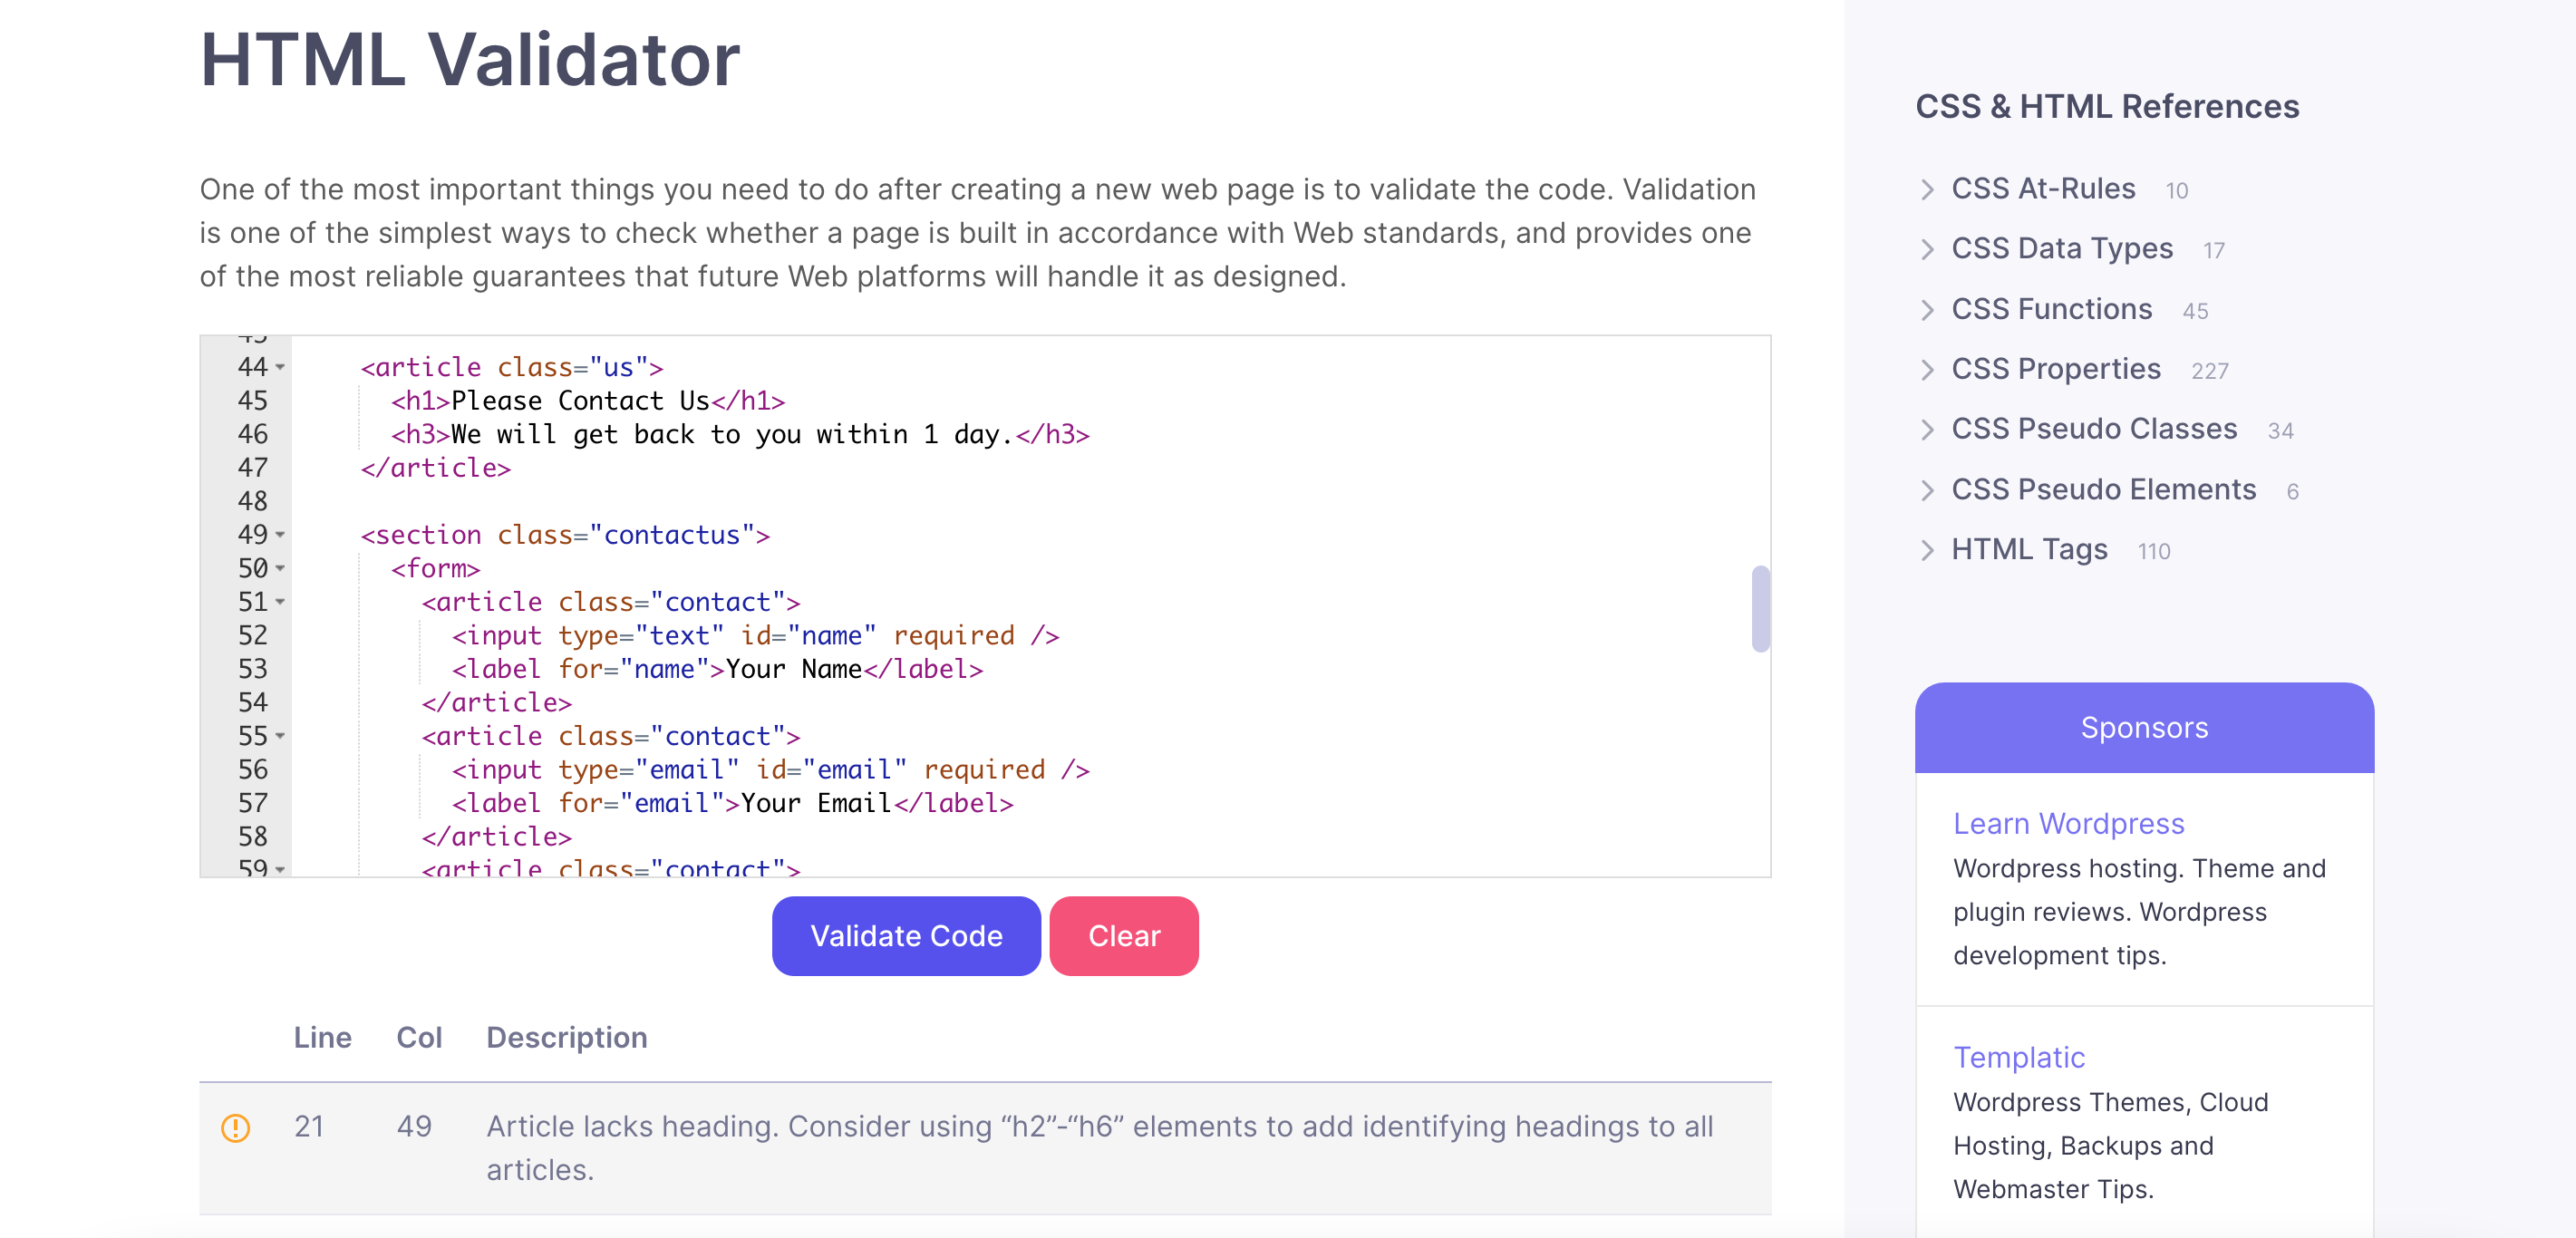 HTML Validator
One of the most important things you need to do after creating a new web page is to validate the code. Validation
is one of the simplest ways to check whether a page is built in accordance with Web standards, and provides one
of the most reliable guarantees that future Web platforms will handle it as designed.
43
44 <article class="us">
45 <h1>Please Contact Us</h1>
46 <h3>We will get back to you within 1 day.</h3>
47 </article>
48
49 <section class="contactus">
50 <form>
51 <article class="contact">
52 <input type="text" id="name" required />
53 <label for="name">Your Name</label>
54 </article>
55 <article class="contact">
56 <input type="email" id="email" required />
57 <label for="email">Your Email</label>
58 </article>
59 <article class="contact">
Validate Code Clear
Line Col Description
21 49 Article lacks heading. Consider using “h2”-“h6” elements to add identifying headings to all
articles.
CSS & HTML References
CSS At-Rules 10
CSS Data Types 17
CSS Functions 45
CSS Properties 227
CSS Pseudo Classes 34
CSS Pseudo Elements 6
HTML Tags 110
Sponsors
Learn Wordpress
Wordpress hosting. Theme and
plugin reviews. Wordpress
development tips.
Templatic
Wordpress Themes, Cloud
Hosting, Backups and
Webmaster Tips.